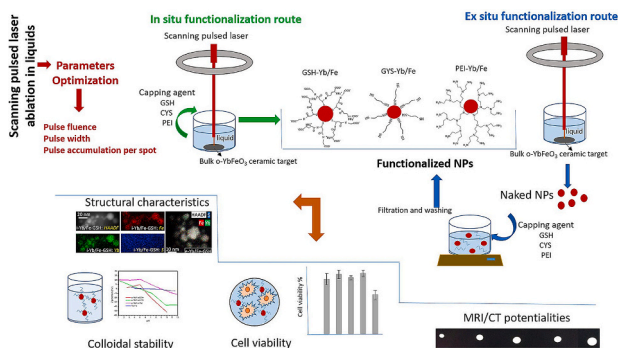 Scanning pulsed laser
ablation in liquids
Parameters
Optimization
Pulse fluence
Pulse width
Pulse accumulation per spot
In situ functionalization route
Scanning pulsed laser
Capping agent
GSH
CYS
PEI
liquid
Bulk o-YbFeO₃ ceramic target
GSH-Yb/Fe
GYS-Yb/Fe
PEI-Yb/Fe
Functionalized NPs
Filtration and washing
Ex situ functionalization route
Scanning pulsed laser
liquid
Bulk o-YbFeO₃ ceramic target
Naked NPs
Capping agent
GSH
CYS
PEI
Structural characteristics
Colloidal stability
Cell viability %
Cell viability
MRI/CT potentialities